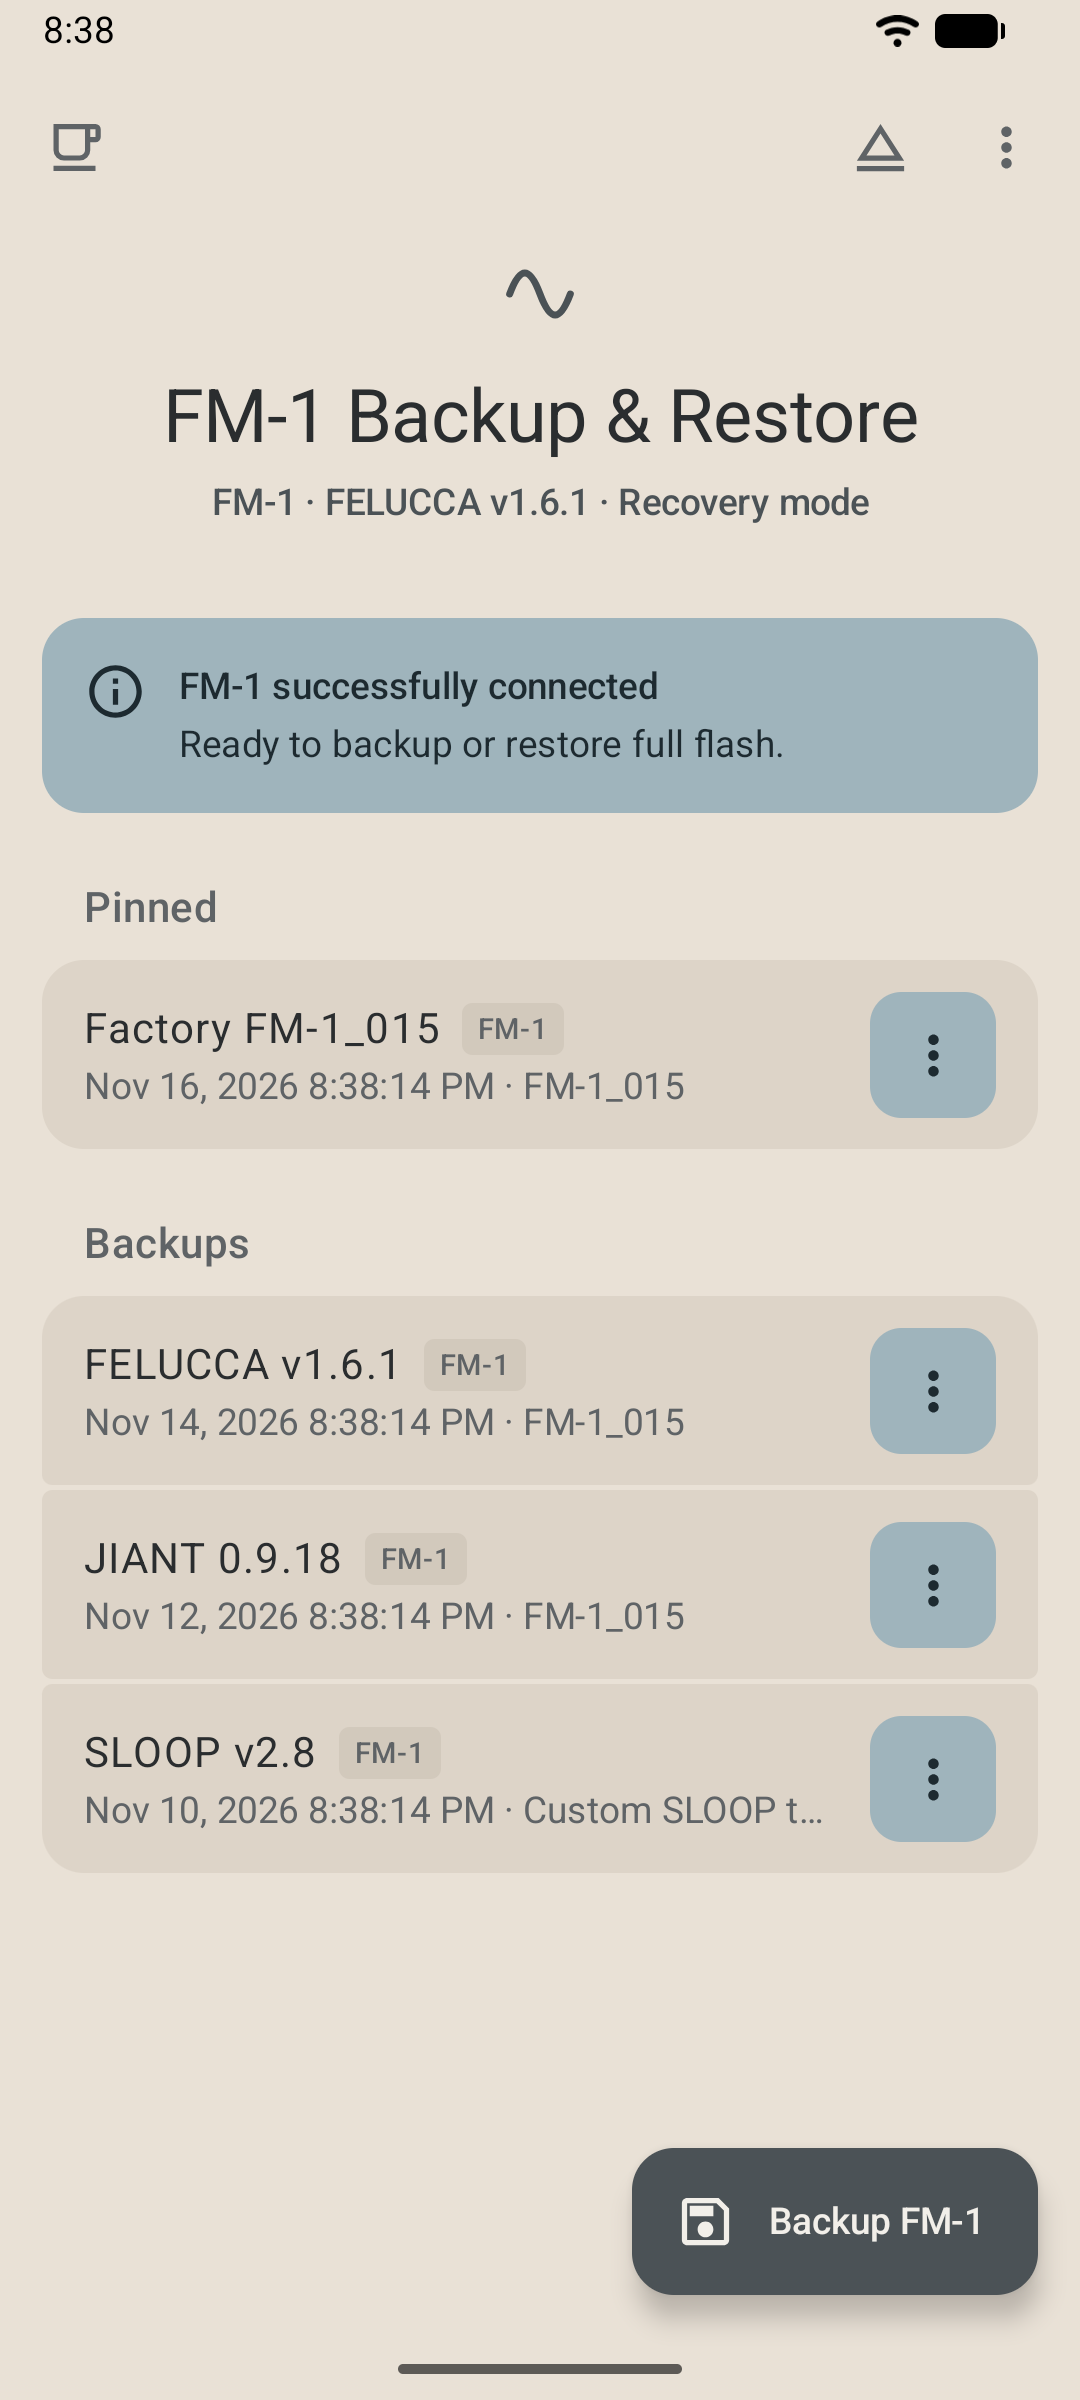 8:38
FM-1 Backup & Restore
FM-1 · FELUCCA v1.6.1 · Recovery mode
FM-1 successfully connected
Ready to backup or restore full flash.
Pinned
Factory FM-1_015 FM-1
Nov 16, 2026 8:38:14 PM · FM-1_015
Backups
FELUCCA v1.6.1 FM-1
Nov 14, 2026 8:38:14 PM · FM-1_015
JIANT 0.9.18 FM-1
Nov 12, 2026 8:38:14 PM · FM-1_015
SLOOP v2.8 FM-1
Nov 10, 2026 8:38:14 PM · Custom SLOOP t…
Backup FM-1